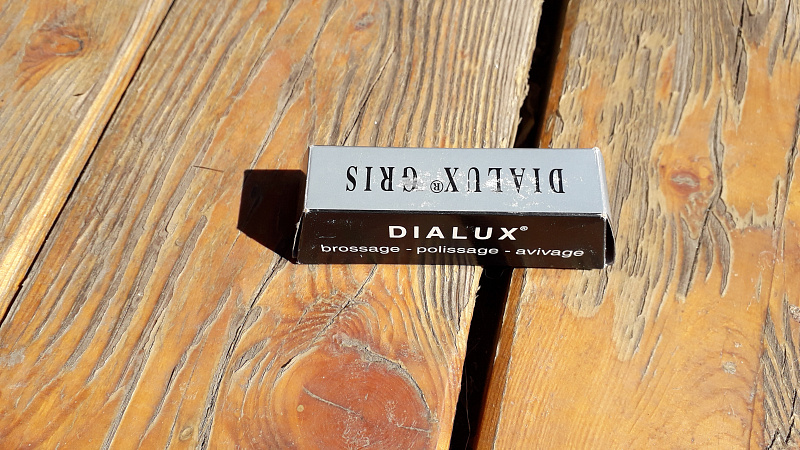 DIALUX® GRIS
DIALUX®
brossage - polissage - avivage